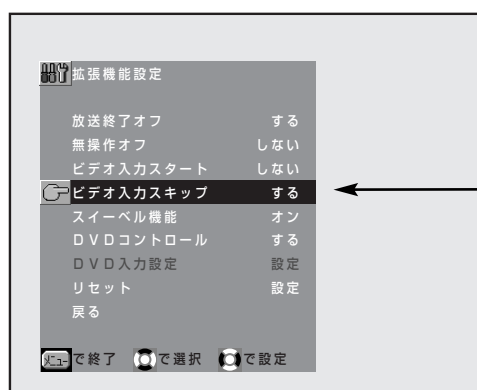 拡張機能設定
放送終了オフ する
無操作オフ しない
ビデオ入力スタート しない
ビデオ入力スキップ する
スイーベル機能 オン
DVDコントロール する
DVD入力設定 設定
リセット 設定
戻る
メニューで終了 で選択 で設定